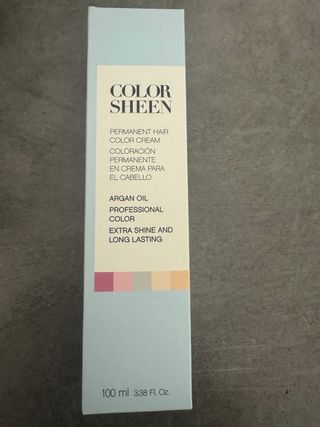 COLOR
SHEEN
PERMANENT HAIR
COLOR CREAM
COLORACIÓN
PERMANENTE
EN CREMA PARA
EL CABELLO
ARGAN OIL
PROFESSIONAL
COLOR
EXTRA SHINE AND
LONG LASTING
100 ml 3,38 Fl. Oz.